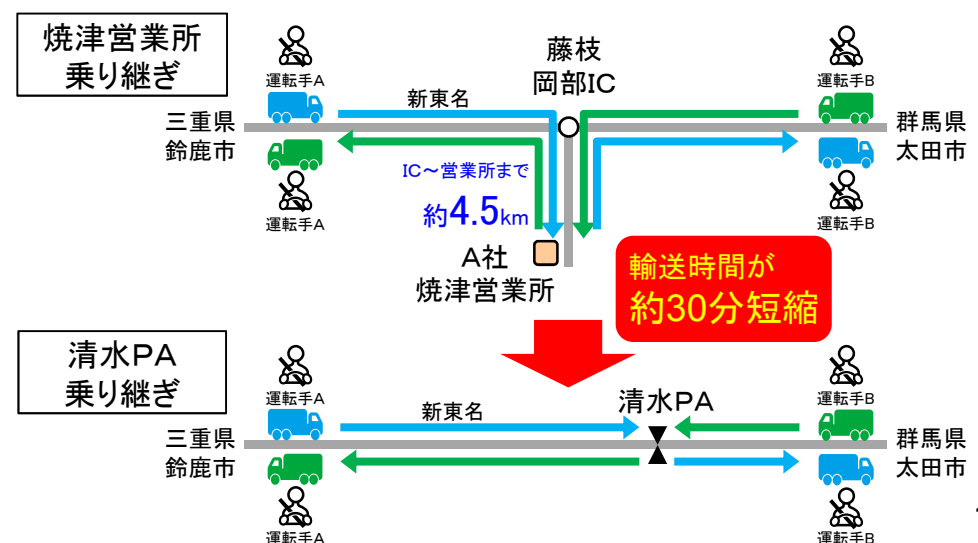 焼津営業所
乗り継ぎ
運転手A
三重県
鈴鹿市
運転手A
新東名
藤枝
岡部IC
IC～営業所まで
約4.5km
A社
焼津営業所
運転手B
群馬県
太田市
運転手B
輸送時間が
約30分短縮
清水PA
乗り継ぎ
運転手A
三重県
鈴鹿市
運転手A
新東名
清水PA
運転手B
群馬県
太田市
運転手B